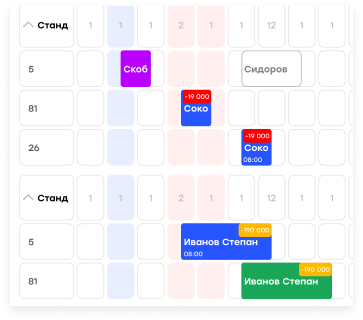 Станд 1 1 1 2 1 1 12 1 1
5 Скоб Сидоров
81 -19 000 Соко
26 -19 000 Соко 08:00
Станд 1 1 1 2 1 1 12 1 1
5 -190 000 Иванов Степан 08:00
81 -190 000 Иванов Степан